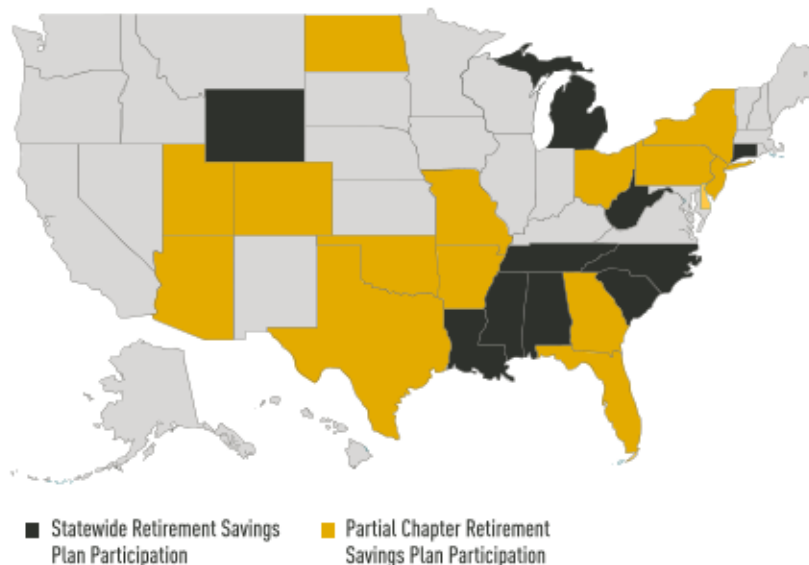 Statewide Retirement Savings
Plan Participation
Partial Chapter Retirement
Savings Plan Participation